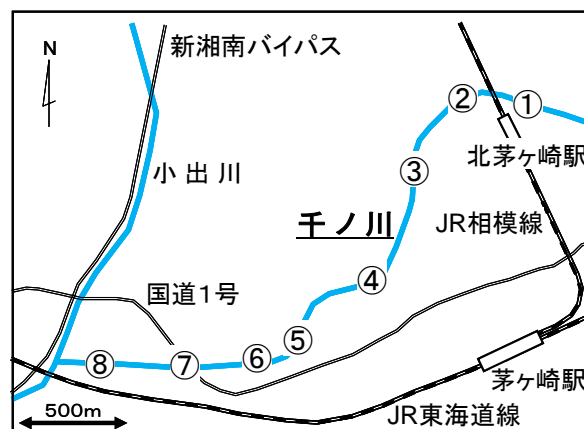 N
新湘南バイパス
②
①
北茅ヶ崎駅
小出川
③
千ノ川
JR相模線
④
国道1号
⑤
⑥
⑦
⑧
茅ヶ崎駅
500m
JR東海道線